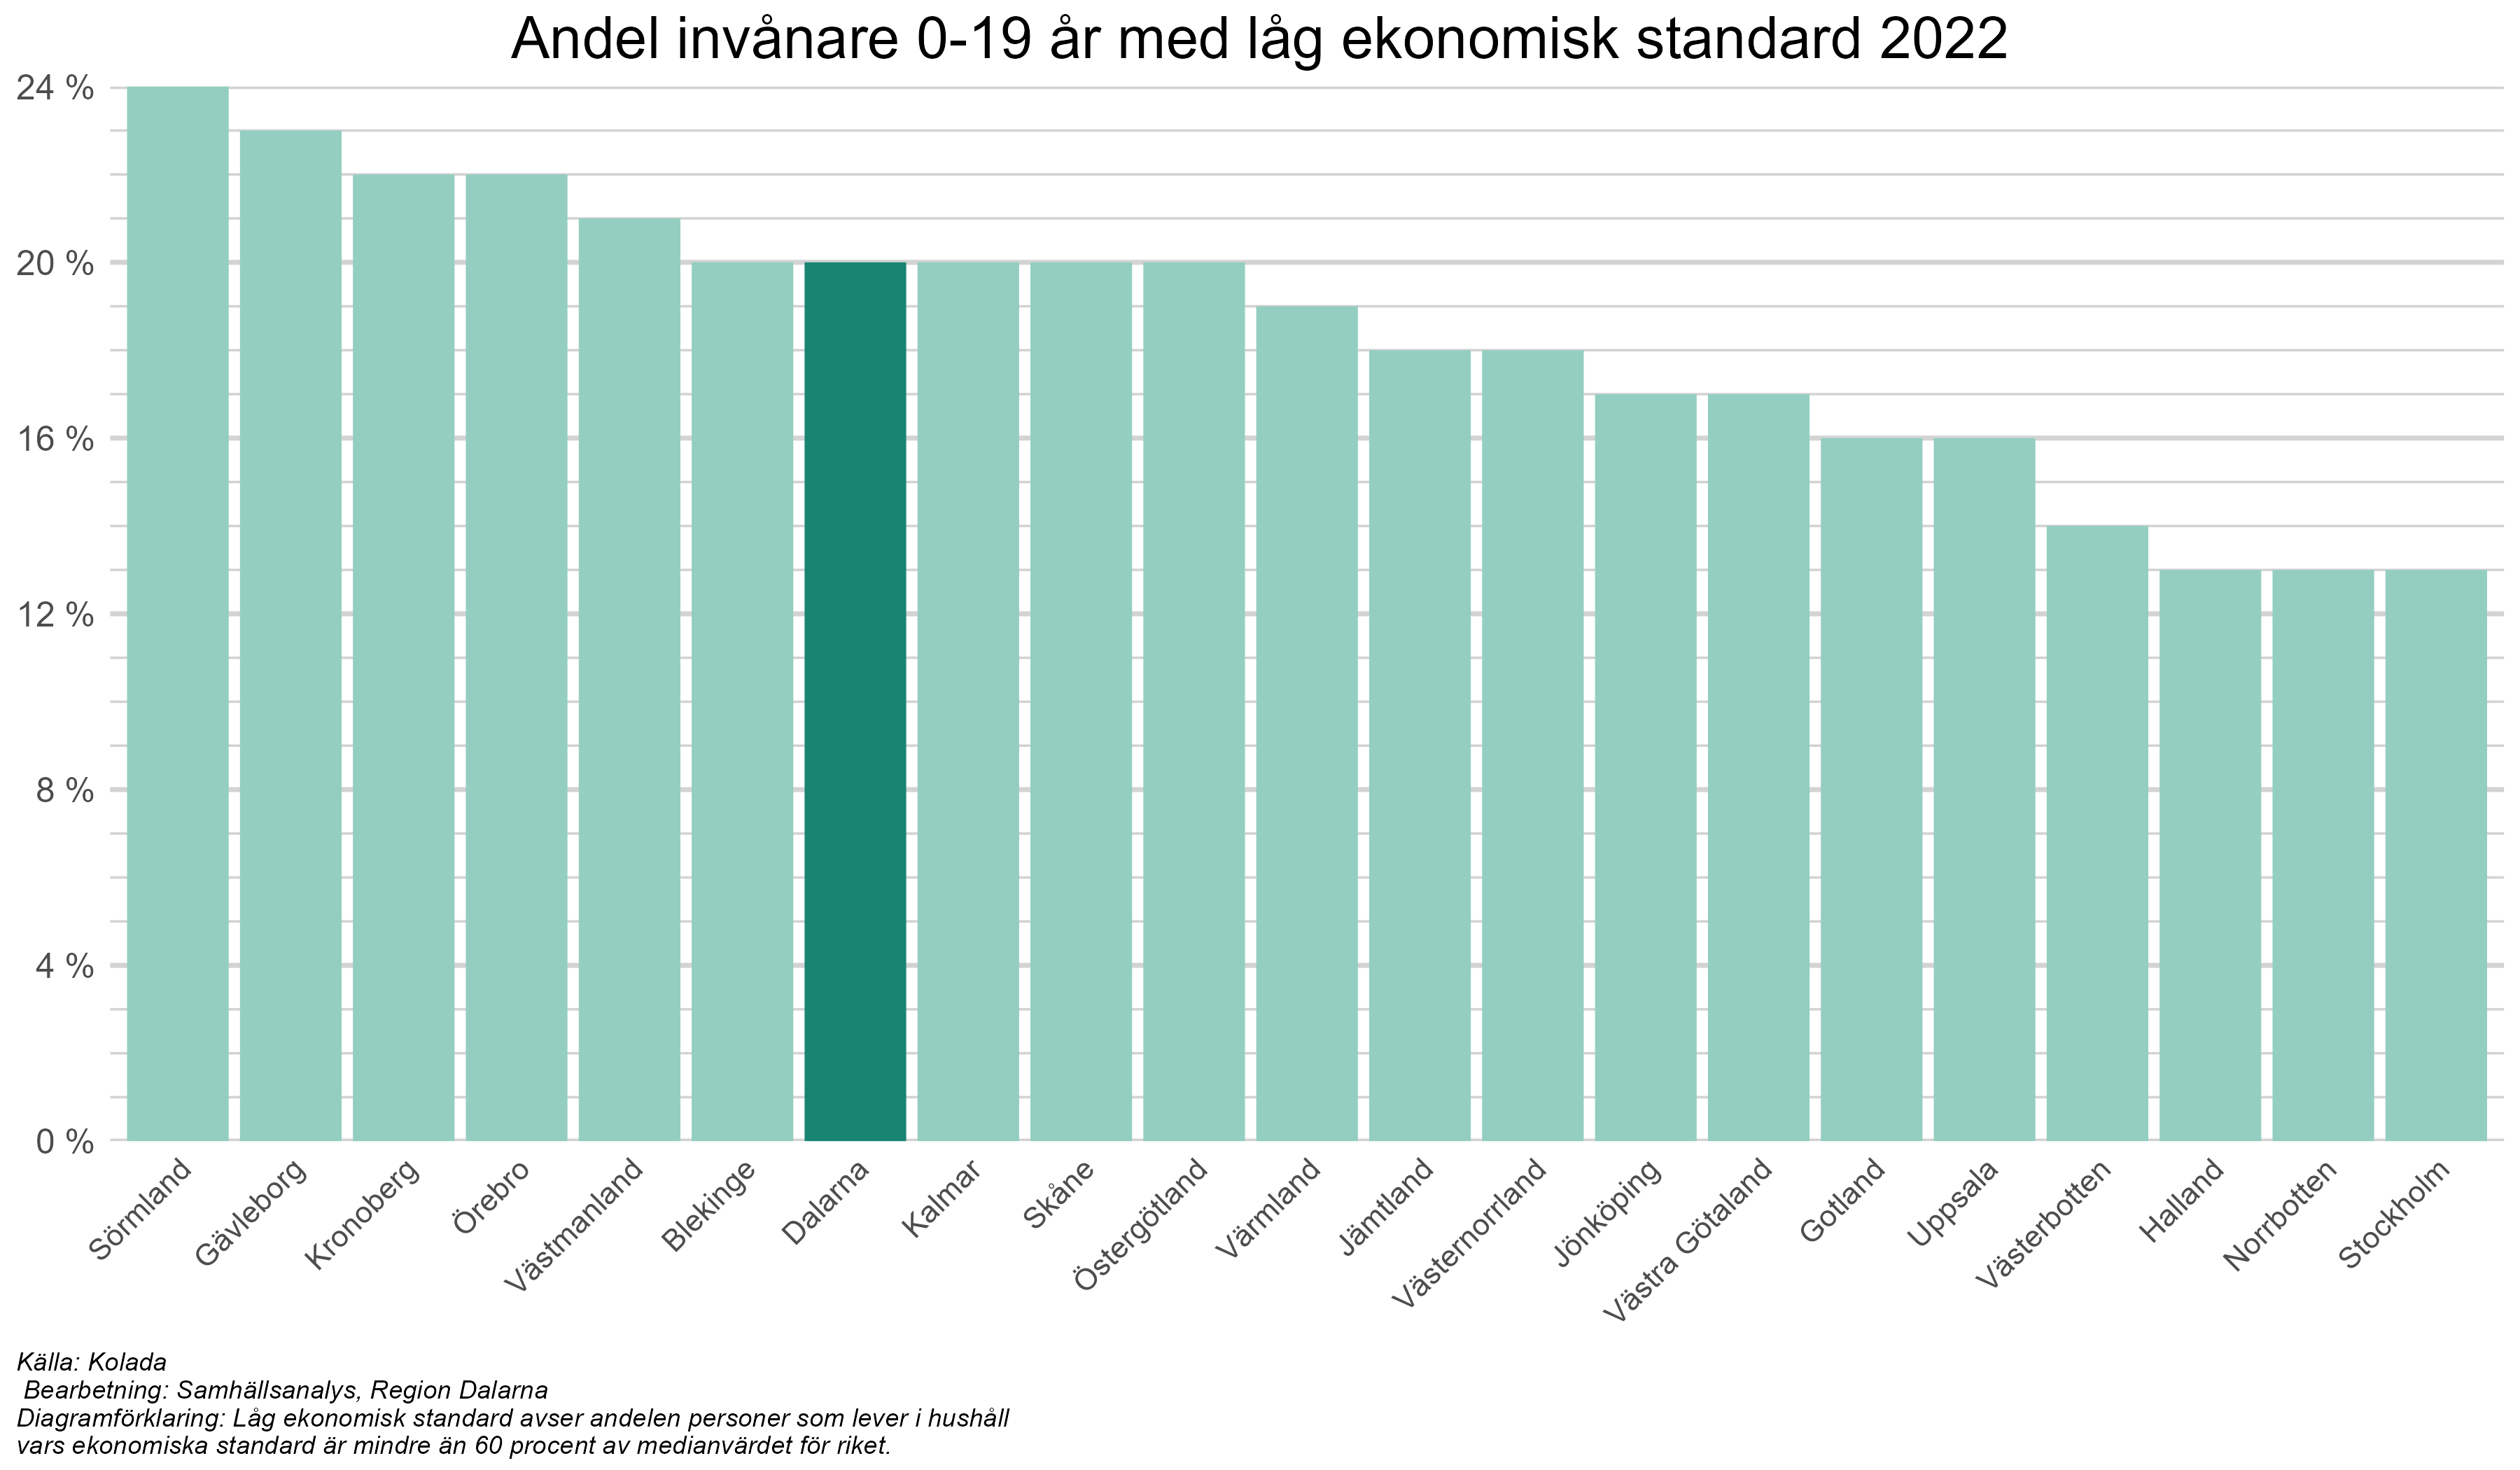 Andel invånare 0-19 år med låg ekonomisk standard 2022
24 %
20 %
16 %
12 %
8 %
4 %
0 %
Sörmland
Gävleborg
Kronoberg
Örebro
Västmanland
Blekinge
Dalarna
Kalmar
Skåne
Östergötland
Värmland
Jämtland
Västernorrland
Jönköping
Västra Götaland
Gotland
Uppsala
Västerbotten
Halland
Norrbotten
Stockholm
Källa: Kolada
Bearbetning: Samhällsanalys, Region Dalarna
Diagramförklaring: Låg ekonomisk standard avser andelen personer som lever i hushåll
vars ekonomiska standard är mindre än 60 procent av medianvärdet för riket.